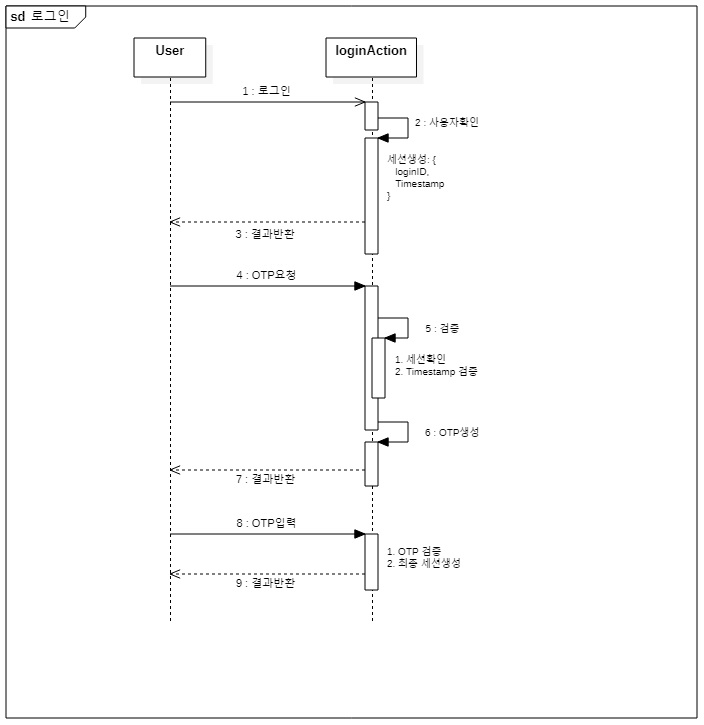 sd 로그인
User
loginAction
1 : 로그인
2 : 사용자확인
세션생성: {
loginID,
Timestamp
}
3 : 결과반환
4 : OTP요청
5 : 검증
1. 세션확인
2. Timestamp 검증
6 : OTP생성
7 : 결과반환
8 : OTP입력
1. OTP 검증
2. 최종 세션생성
9 : 결과반환